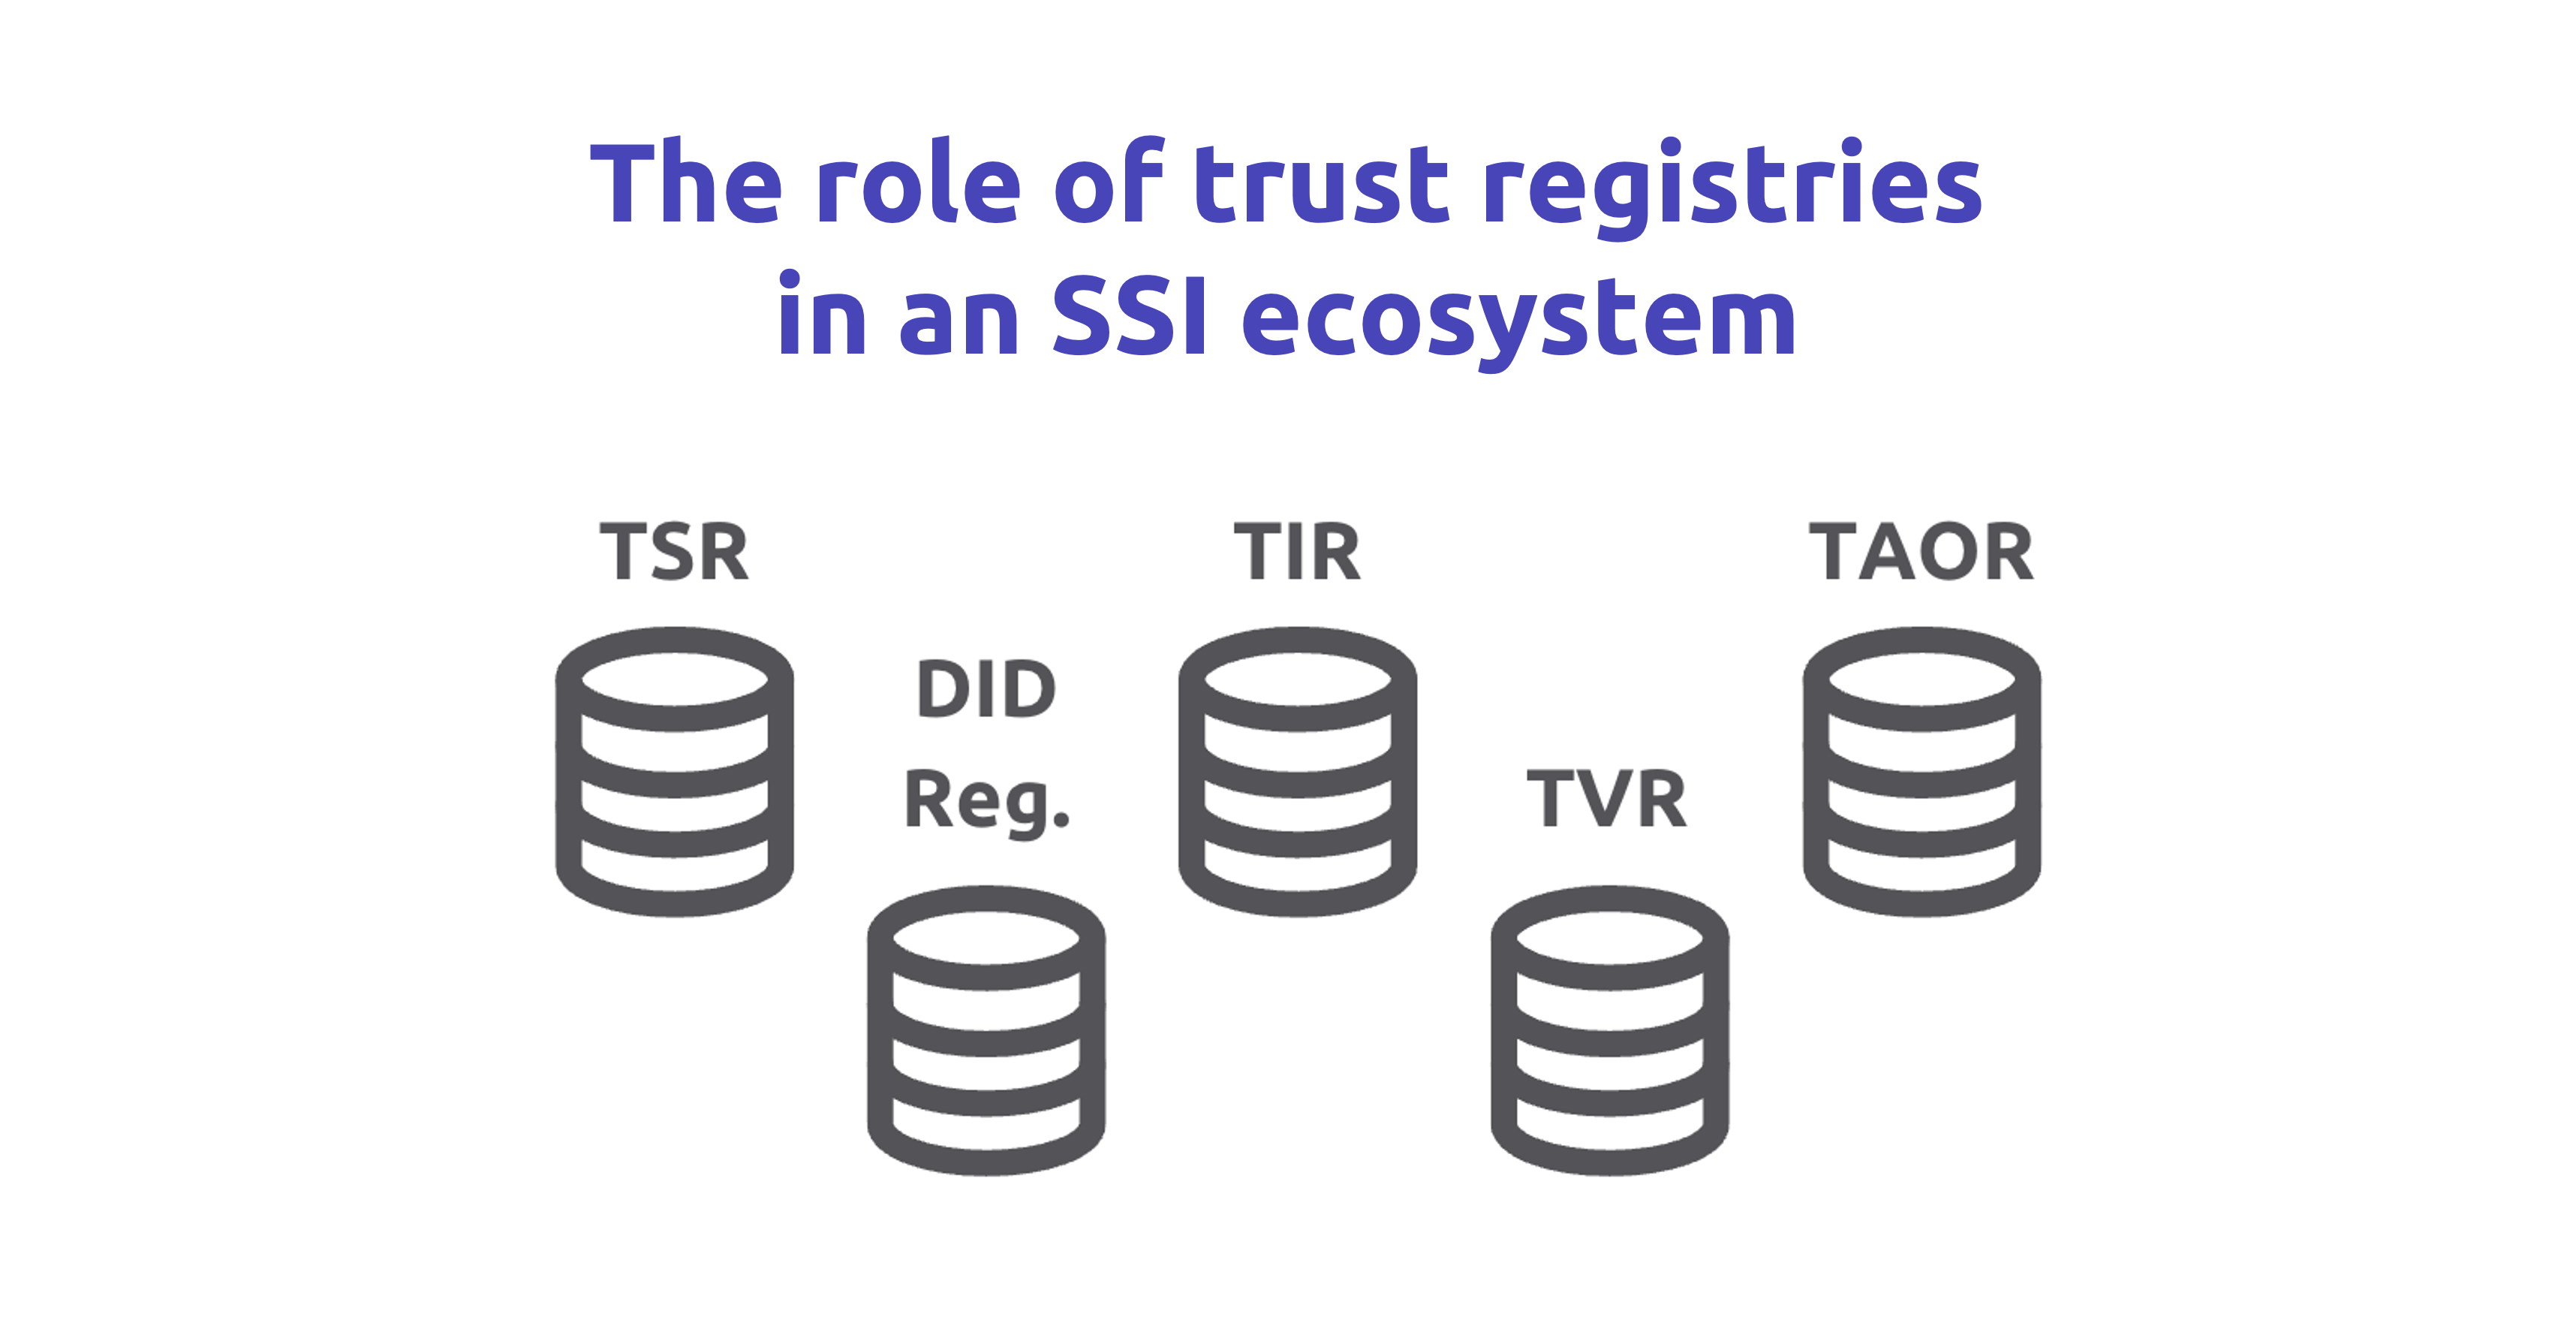 The role of trust registries
in an SSI ecosystem
TSR
TIR
TAOR
DID
Reg.
TVR